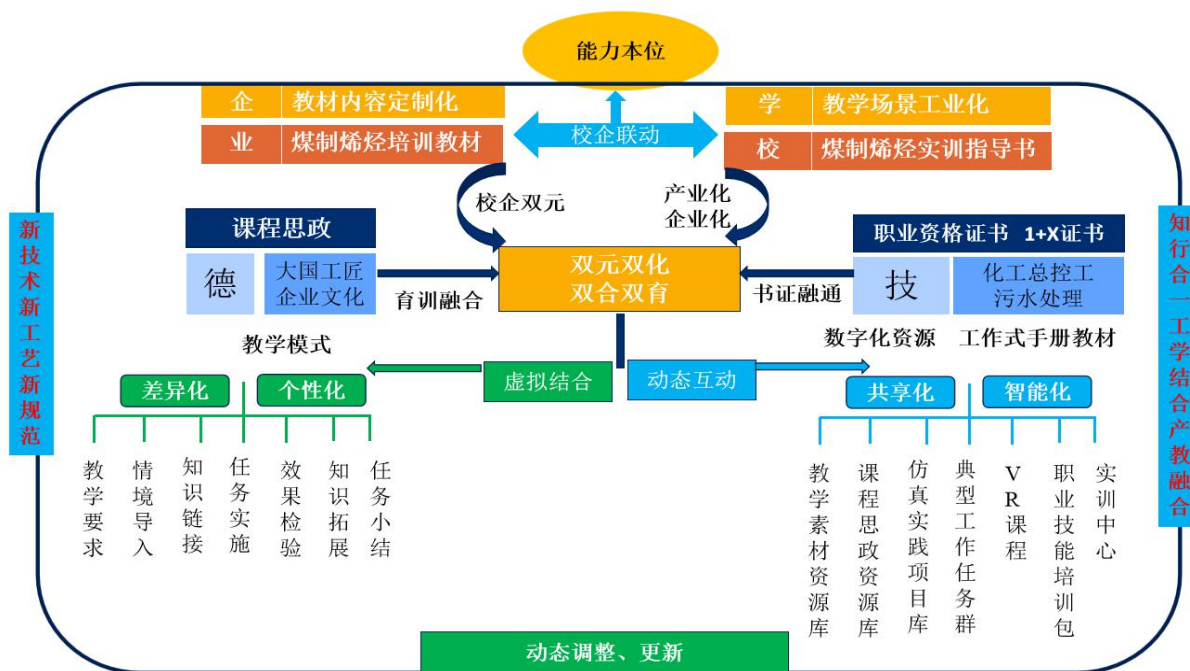 能力本位
企 教材内容定制化
业 煤制烯烃培训教材
校企联动
学 教学场景工业化
校 煤制烯烃实训指导书
校企双元
产业化
企业化
新技术新工艺新规范
课程思政
德
大国工匠
企业文化
育训融合
双元双化
双合双育
书证融通
职业资格证书 1+X证书
技
化工总控工
污水处理
知行合一工学结合产教融合
教学模式
虚拟结合
动态互动
数字化资源 工作式手册教材
差异化
个性化
共享化
智能化
教学要求
情境导入
知识链接
任务实施
效果检验
知识拓展
任务小结
教学素材资源库
课程思政资源库
仿真实践项目库
典型工作任务群
VR课程
职业技能培训包
实训中心
动态调整、更新